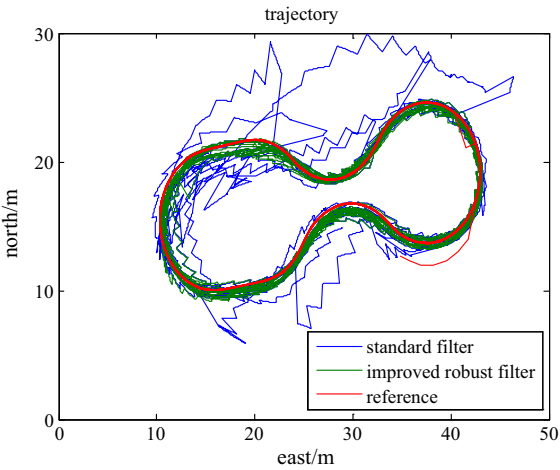 trajectory
30
20
10
0
north/m
0
10
20
30
40
50
east/m
standard filter
improved robust filter
reference